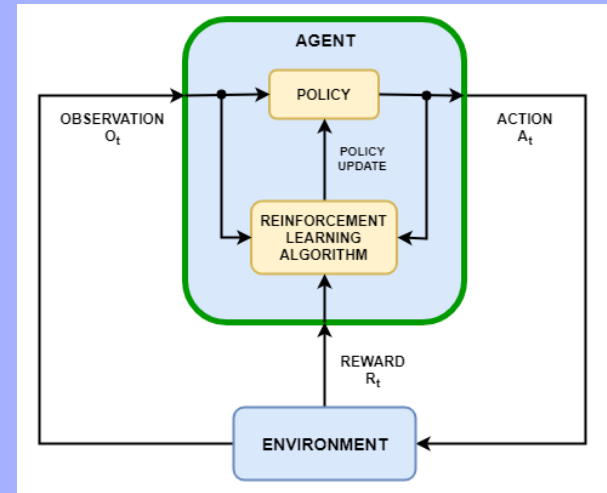 AGENT
POLICY
OBSERVATION
Ot
ACTION
At
POLICY
UPDATE
REINFORCEMENT
LEARNING
ALGORITHM
REWARD
Rt
ENVIRONMENT